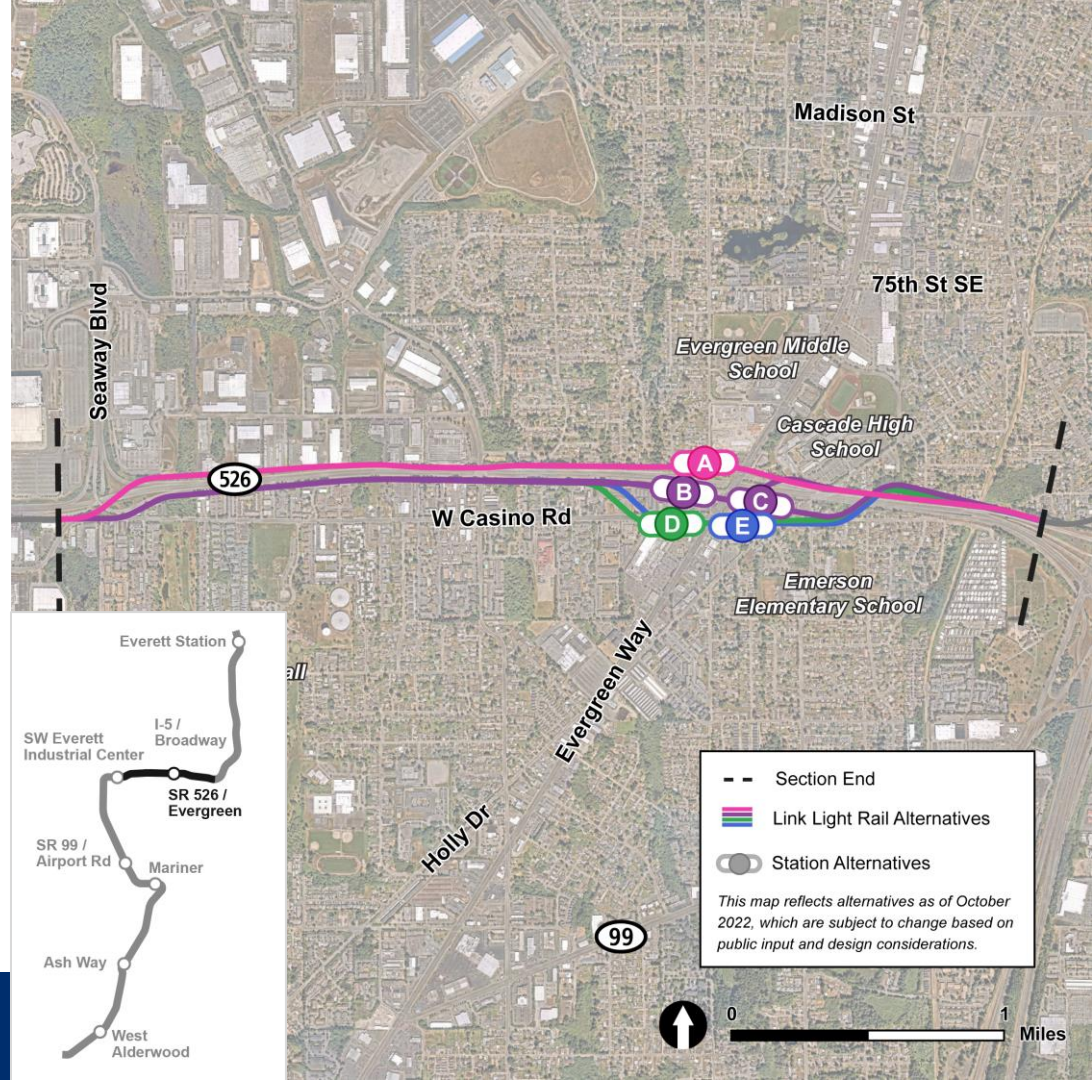 Madison St
75th St SE
Seaway Blvd
Evergreen Middle
School
Cascade High
School
A
526
B
C
W Casino Rd
D
E
Emerson
Elementary School
all
Evergreen Way
Holly Dr
99
Everett Station
I-5 /
Broadway
SW Everett
Industrial Center
SR 526 /
Evergreen
SR 99 /
Airport Rd
Mariner
Ash Way
West
Alderwood
Section End
Link Light Rail Alternatives
Station Alternatives
This map reflects alternatives as of October
2022, which are subject to change based on
public input and design considerations.
0
1
Miles